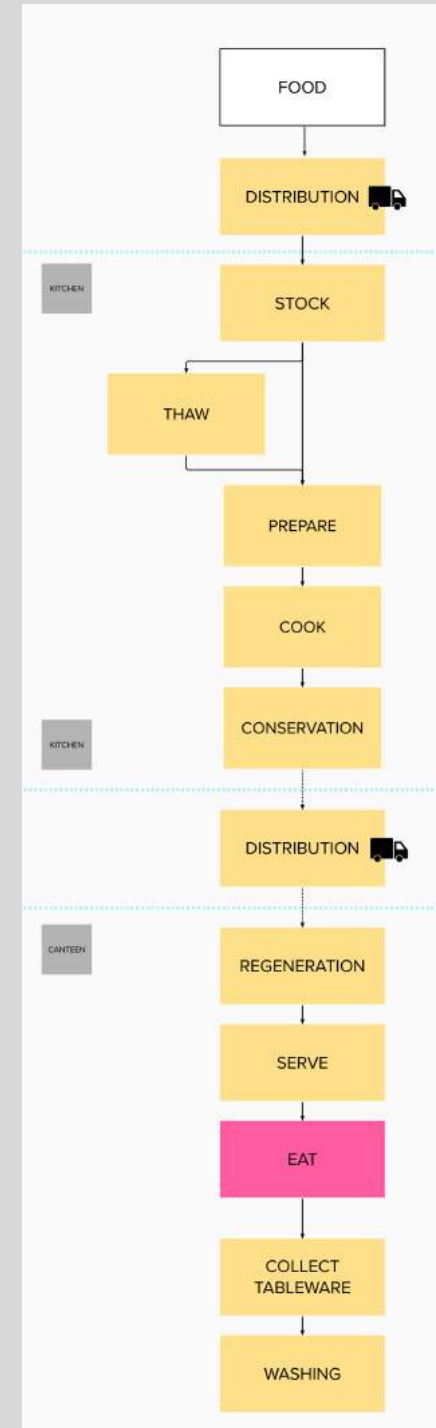 FOOD
DISTRIBUTION
KITCHEN
STOCK
THAW
PREPARE
COOK
CONSERVATION
KITCHEN
DISTRIBUTION
CANTEEN
REGENERATION
SERVE
EAT
COLLECT
TABLEWARE
WASHING